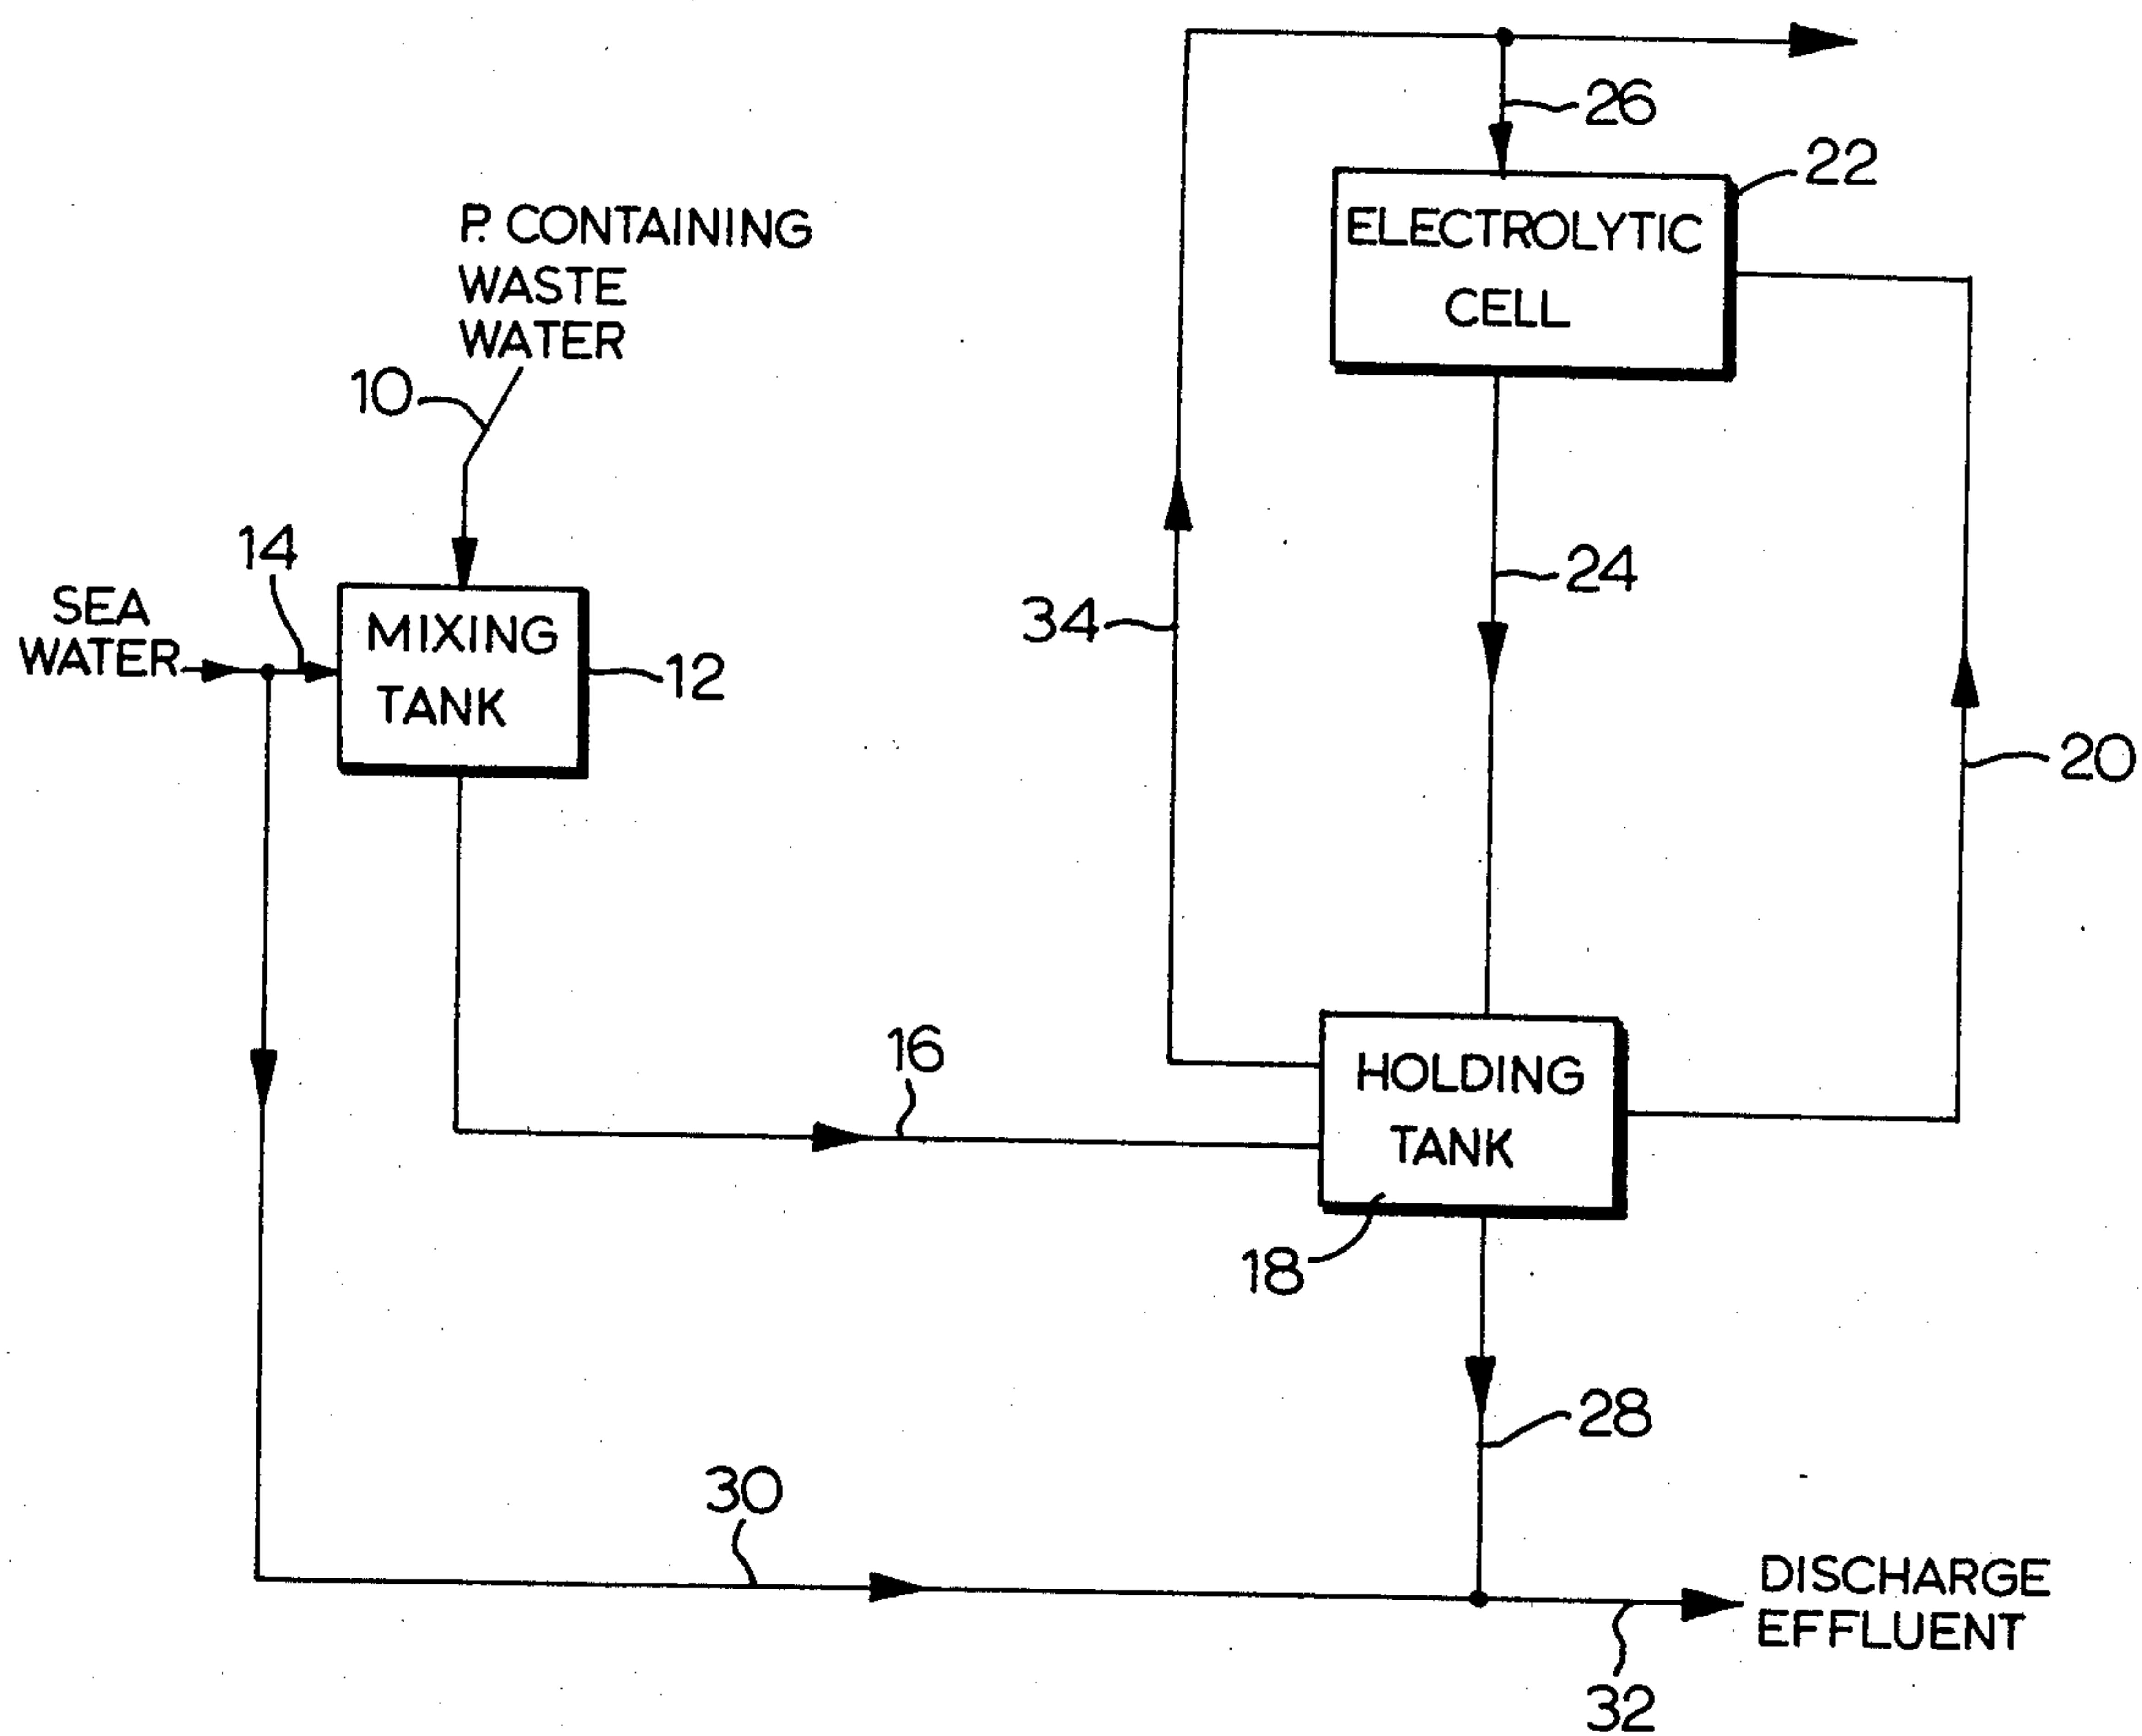 26
22
ELECTROLYTIC
CELL
P. CONTAINING
WASTE
WATER
10
14
SEA
WATER
MIXING
TANK
12
34
24
20
16
HOLDING
TANK
18
28
30
DISCHARGE
EFFLUENT
32